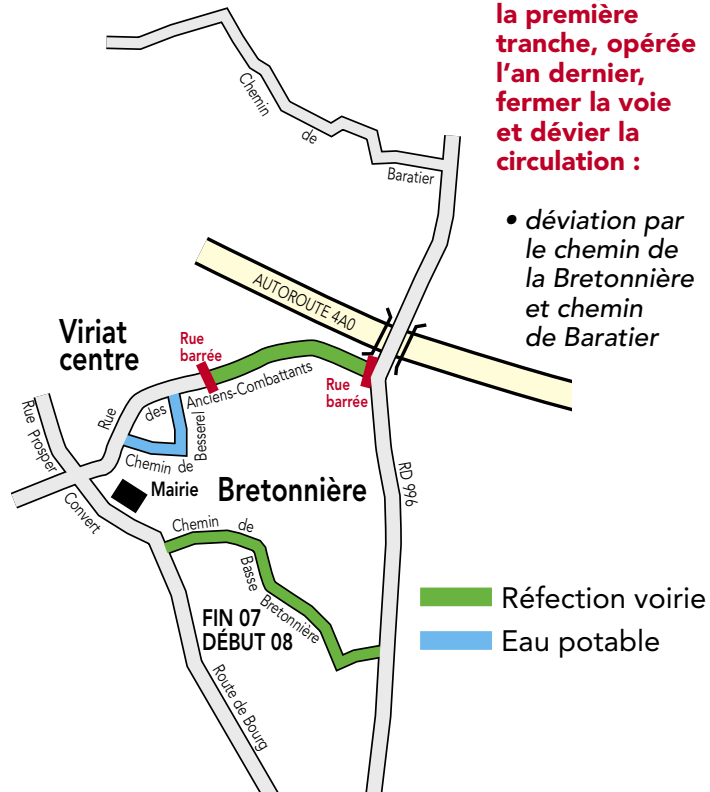 la première
tranche, opérée
l'an dernier,
fermer la voie
et dévier la
circulation :
• déviation par
le chemin de
la Bretonnière
et chemin
de Baratier
Chemin de Baratier
AUTOROUTE 4A0
Viriat
centre
Rue
barrée
Rue
barrée
Rue des Anciens-Combattants
Chemin de Besserel
Rue Prosper Convert
Mairie
Bretonnière
RD 996
Chemin de Basse Bretonnière
FIN 07
DÉBUT 08
Route de Bourg
Réfection voirie
Eau potable